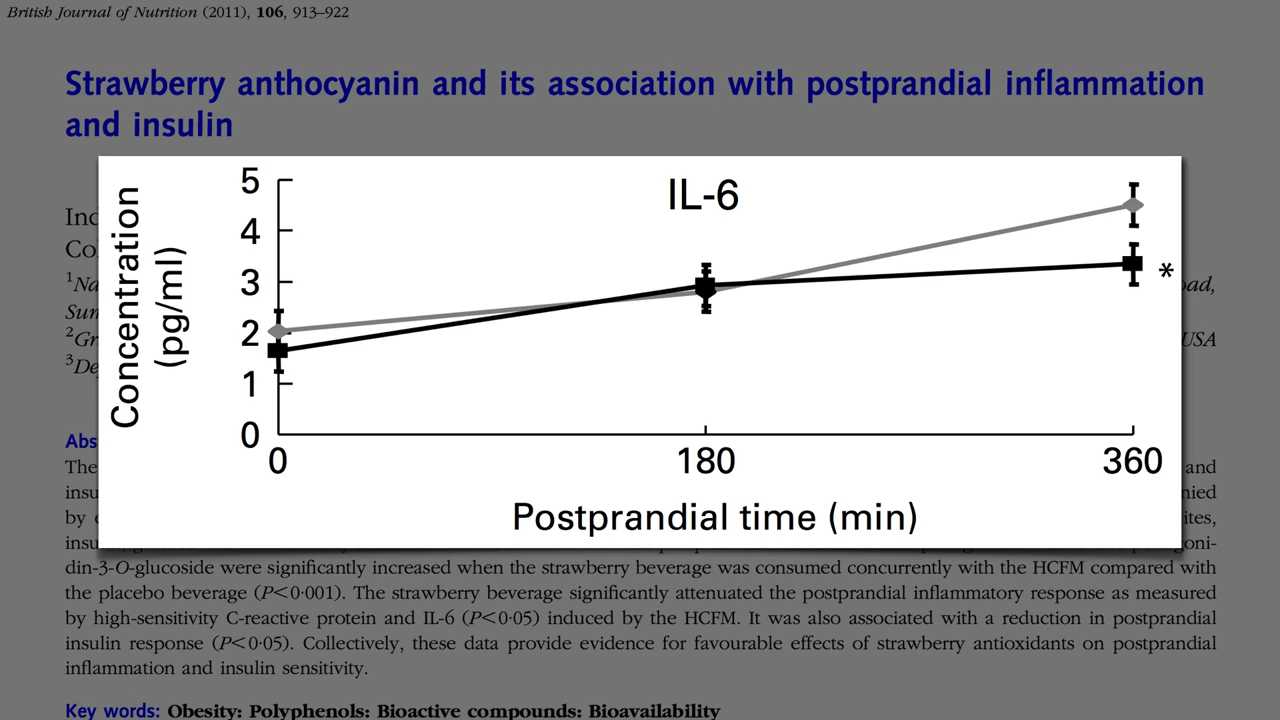 British Journal of Nutrition (2011), 106, 913–922
Strawberry anthocyanin and its association with postprandial inflammation
and insulin
IL-6
Concentration
(pg/ml)
5
4
3
2
1
0
*
0 180 360
Postprandial time (min)
Sum
USA
The and
by
din-3-O-glucoside were significantly increased when the strawberry beverage was consumed concurrently with the HCFM compared with
the placebo beverage (P<0·001). The strawberry beverage significantly attenuated the postprandial inflammatory response as measured
by high-sensitivity C-reactive protein and IL-6 (P<0·05) induced by the HCFM. It was also associated with a reduction in postprandial
insulin response (P<0·05). Collectively, these data provide evidence for favourable effects of strawberry antioxidants on postprandial
inflammation and insulin sensitivity.
Key words: Obesity: Polyphenols: Bioactive compounds: Bioavailability